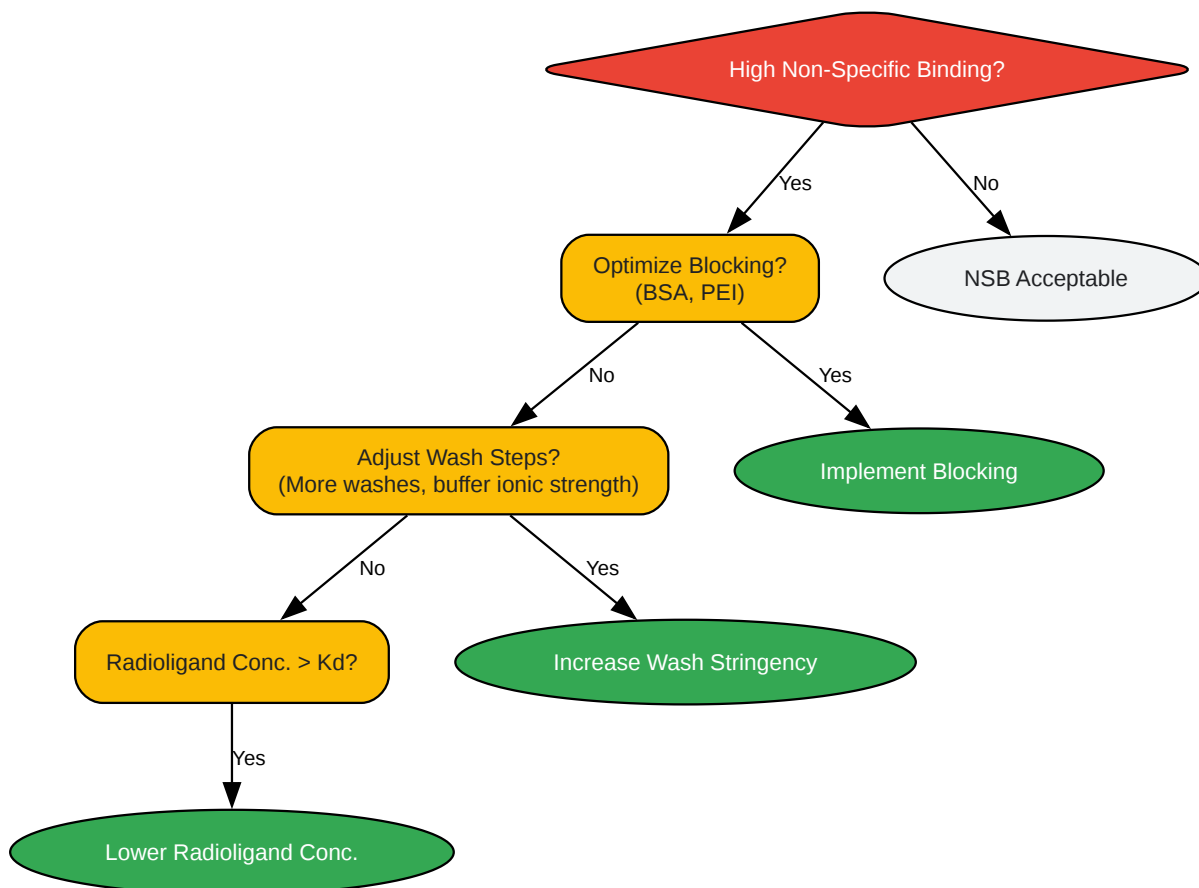 High Non-Specific Binding?
Yes
No
Optimize Blocking?
(BSA, PEI)
NSB Acceptable
No
Yes
Adjust Wash Steps?
(More washes, buffer ionic strength)
Implement Blocking
No
Yes
Radioligand Conc. > Kd?
Increase Wash Stringency
Yes
Lower Radioligand Conc.